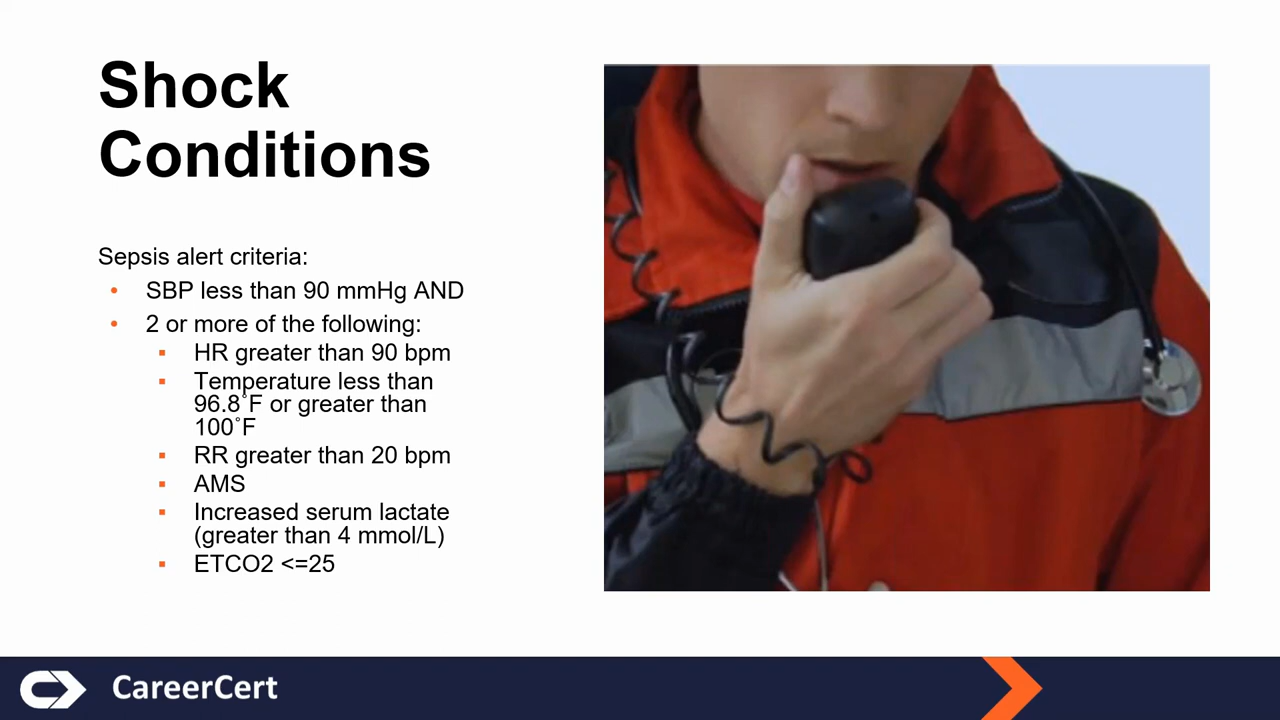 Shock
Conditions
Sepsis alert criteria:
• SBP less than 90 mmHg AND
• 2 or more of the following:
▪ HR greater than 90 bpm
▪ Temperature less than
96.8˚F or greater than
100˚F
▪ RR greater than 20 bpm
▪ AMS
▪ Increased serum lactate
(greater than 4 mmol/L)
▪ ETCO2 <=25
CareerCert